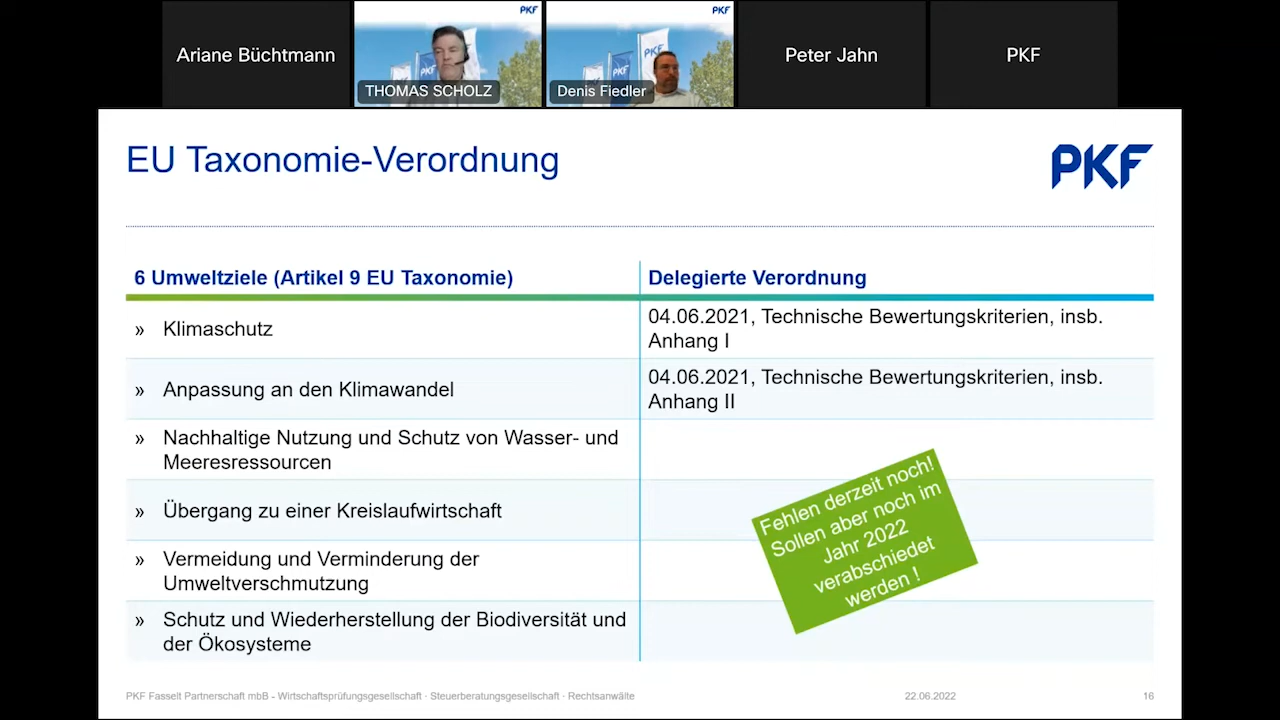 Ariane Büchtmann
PKF
PKF
PKF
THOMAS SCHOLZ
PKF
PKF
PKF
Denis Fiedler
Peter Jahn
PKF
EU Taxonomie-Verordnung
PKF
6 Umweltziele (Artikel 9 EU Taxonomie)
Delegierte Verordnung
» Klimaschutz
04.06.2021, Technische Bewertungskriterien, insb.
Anhang I
» Anpassung an den Klimawandel
04.06.2021, Technische Bewertungskriterien, insb.
Anhang II
» Nachhaltige Nutzung und Schutz von Wasser- und
Meeresressourcen
» Übergang zu einer Kreislaufwirtschaft
» Vermeidung und Verminderung der
Umweltverschmutzung
» Schutz und Wiederherstellung der Biodiversität und
der Ökosysteme
Fehlen derzeit noch!
Sollen aber noch im
Jahr 2022
verabschiedet
werden !
PKF Fasselt Partnerschaft mbB - Wirtschaftsprüfungsgesellschaft · Steuerberatungsgesellschaft · Rechtsanwälte
22.06.2022
16